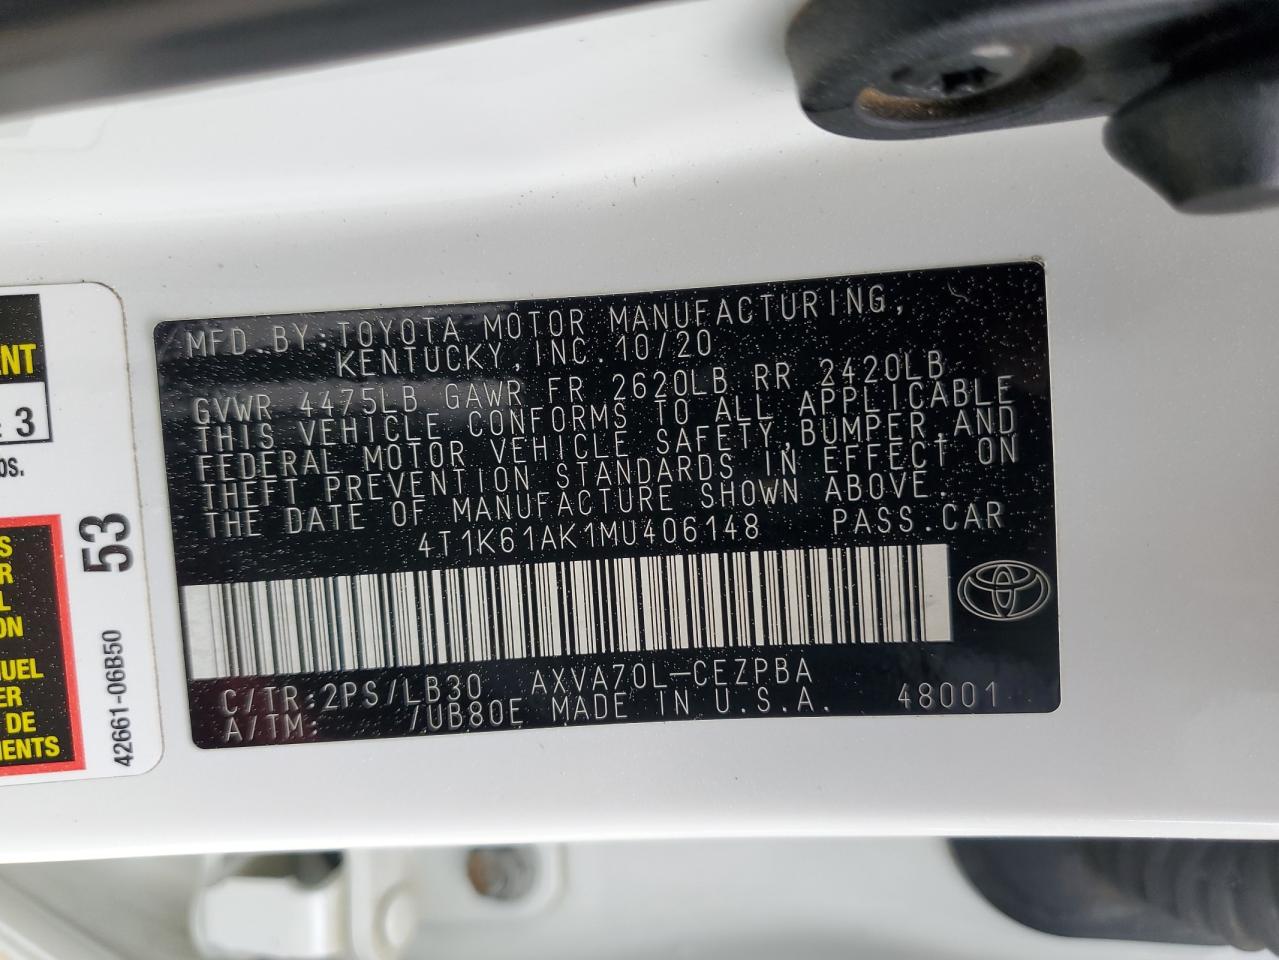 MFD.BY:TOYOTA MOTOR MANUFACTURING,
KENTUCKY,INC.10/20
GVWR 4475LB GAWR FR 2620LB RR 2420LB
THIS VEHICLE CONFORMS TO ALL APPLICABLE
FEDERAL MOTOR VEHICLE SAFETY,BUMPER,AND
THEFT PREVENTION STANDARDS IN EFFECT ON
THE DATE OF MANUFACTURE SHOWN ABOVE.
4T1K61AK1MU406148 PASS.CAR
C/TR:2PS/LB30 AXVA70L-CEZPBA
A/TM: /UB80E MADE IN U.S.A. 48001
3
53
42661-06B50
DE